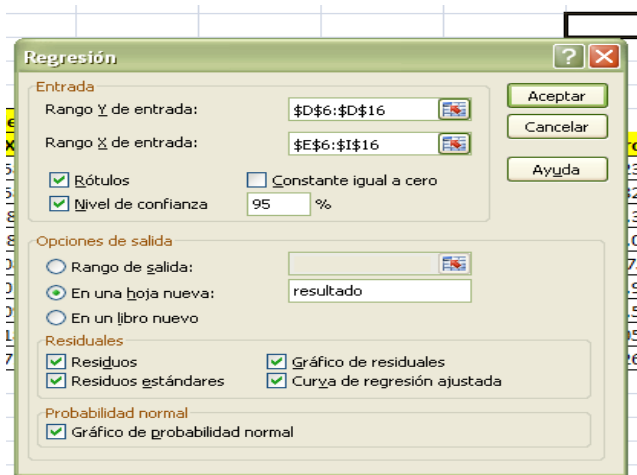 Regresión
Entrada
Rango Y de entrada: $D$6:$D$16
Rango X de entrada: $E$6:$I$16
Rótulos Constante igual a cero
Nivel de confianza 95 %
Aceptar
Cancelar
Ayuda
Opciones de salida
Rango de salida:
En una hoja nueva: resultado
En un libro nuevo
Residuales
Residuos Gráfico de residuales
Residuos estándares Curva de regresión ajustada
Probabilidad normal
Gráfico de probabilidad normal